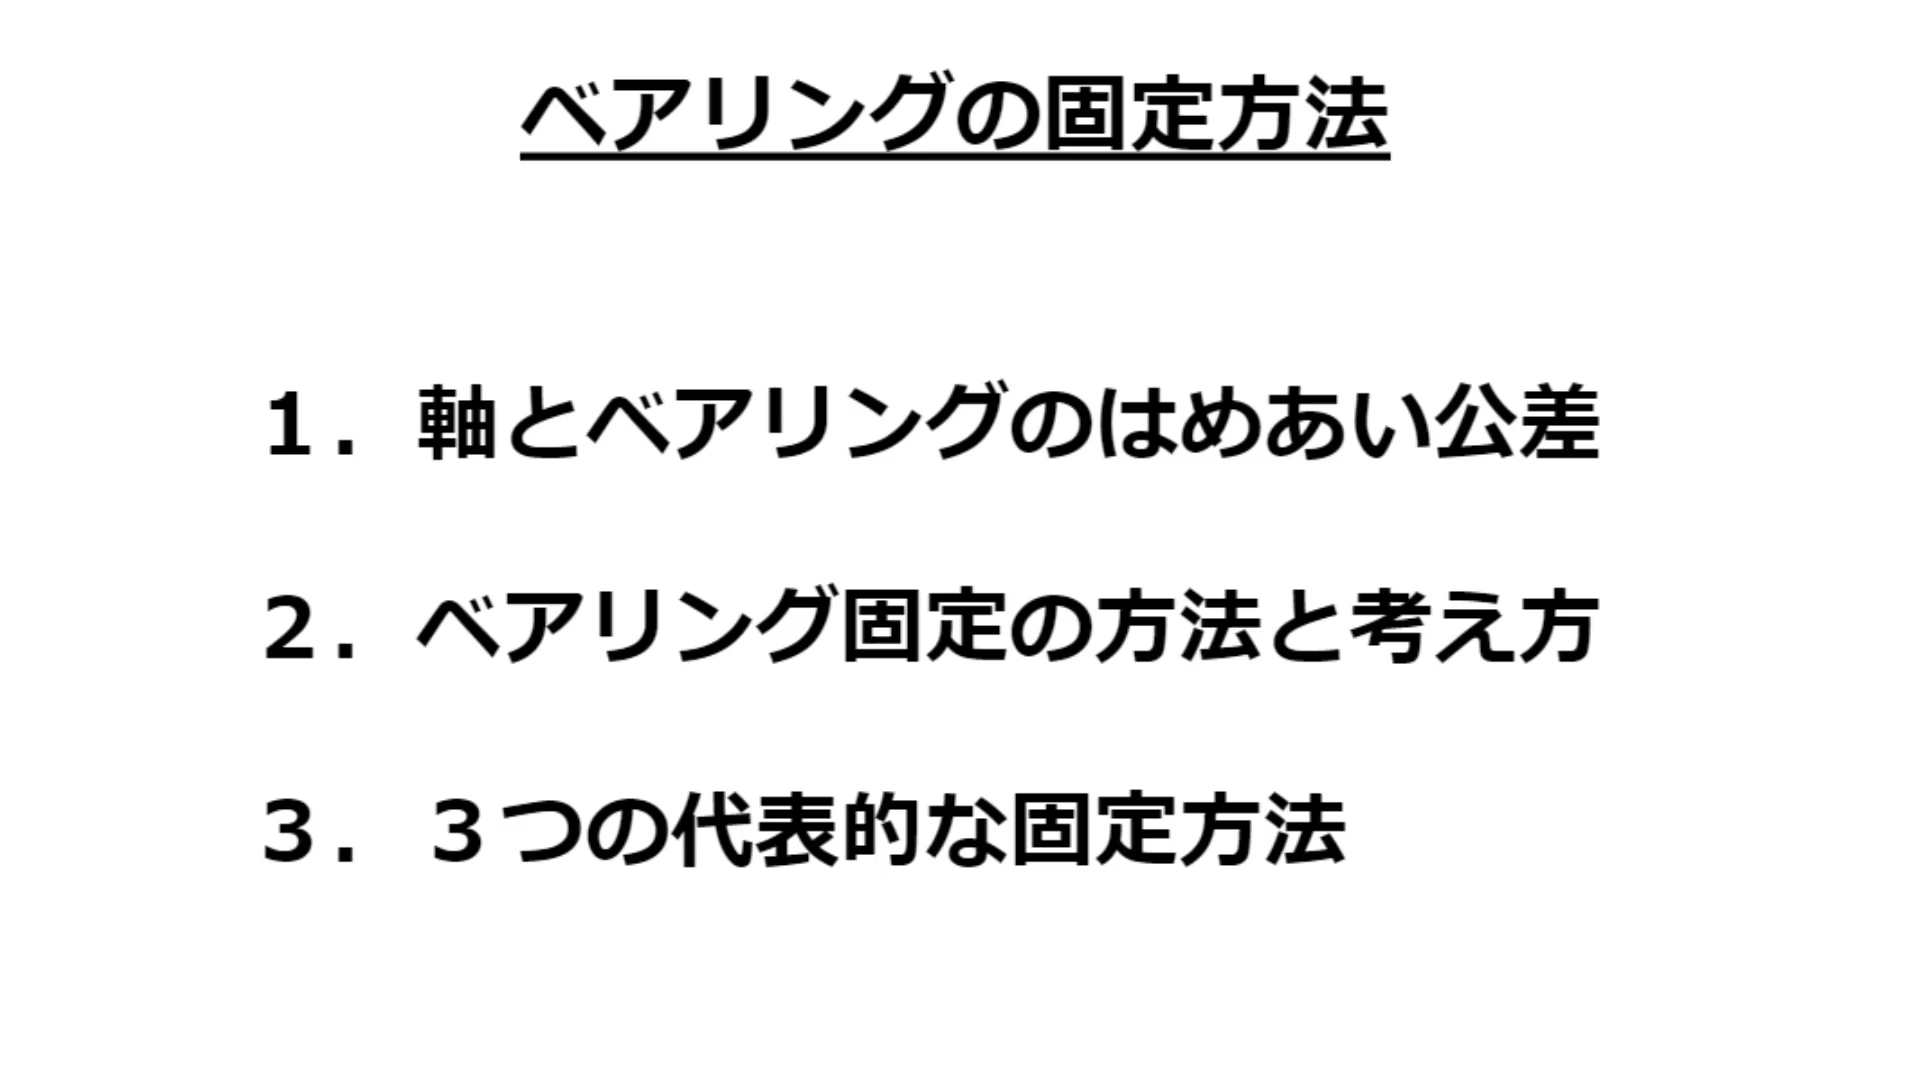 ベアリングの固定方法
１．軸とベアリングのはめあい公差
２．ベアリング固定の方法と考え方
３．３つの代表的な固定方法